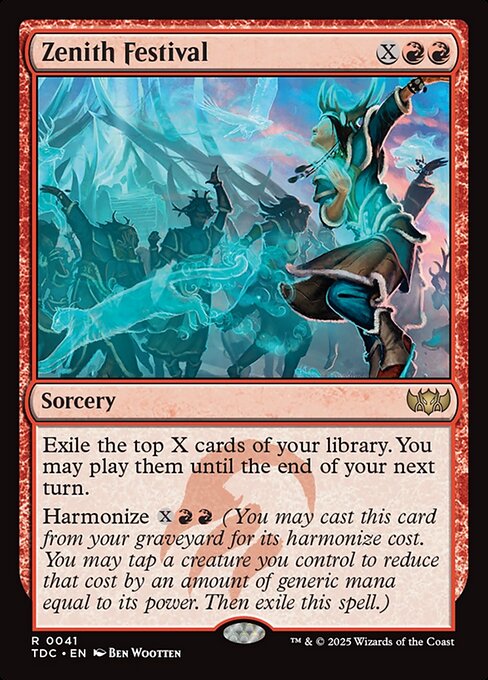 Zenith Festival X
Sorcery
Exile the top X cards of your library. You
may play them until the end of your next
turn.
Harmonize X (You may cast this card
from your graveyard for its harmonize cost.
You may tap a creature you control to reduce
that cost by an amount of generic mana
equal to its power. Then exile this spell.)
R 0041
TDC • EN Ben Wootten
™ & © 2025 Wizards of the Coast